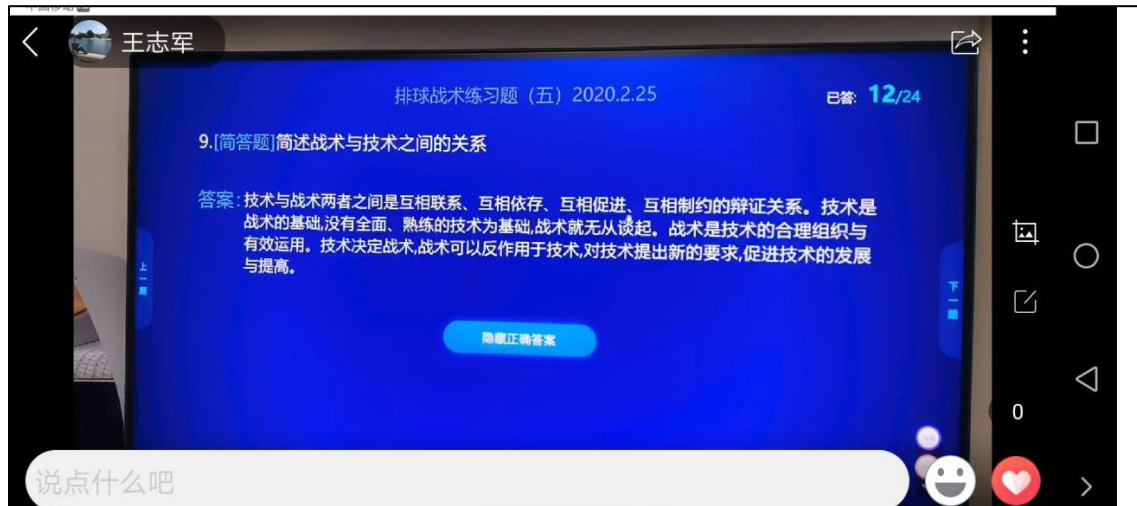 王志军
排球战术练习题（五）2020.2.25
已答: 12/24
9.[简答题]简述战术与技术之间的关系
答案: 技术与战术两者之间是互相联系、互相依存、互相促进、互相制约的辩证关系。技术是
战术的基础,没有全面、熟练的技术为基础,战术就无从谈起。战术是技术的合理组织与
有效运用。技术决定战术,战术可以反作用于技术,对技术提出新的要求,促进技术的发展
与提高。
上一题
下一题
隐藏正确答案
0
说点什么吧